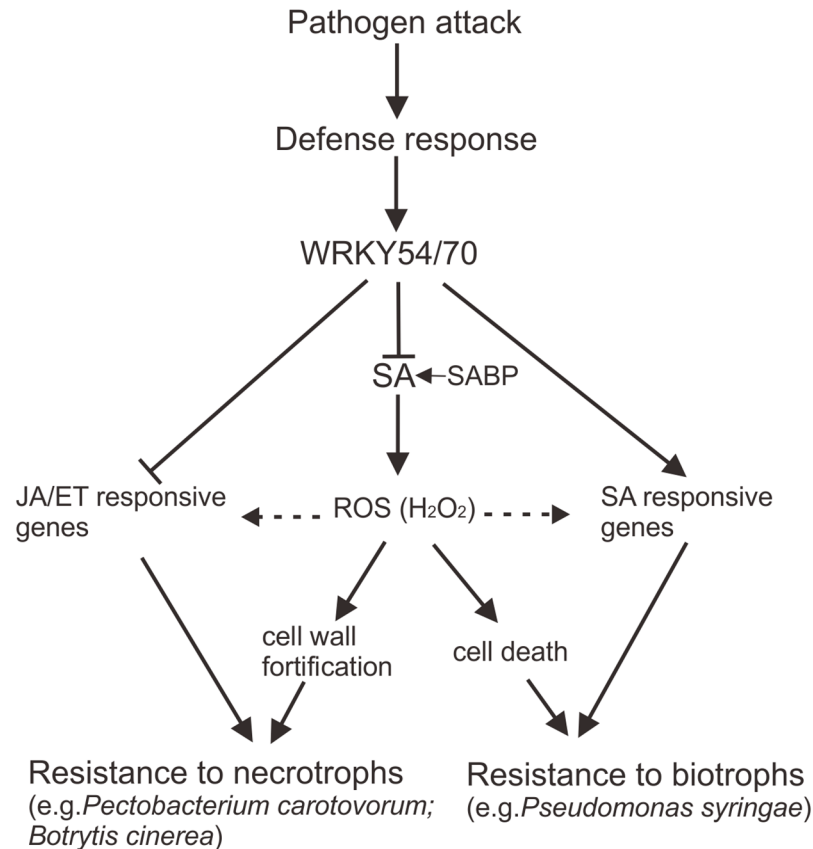 Pathogen attack
Defense response
WRKY54/70
SA
SABP
JA/ET responsive
genes
ROS (H₂O₂)
SA responsive
genes
cell wall
fortification
cell death
Resistance to necrotrophs
(e.g.Pectobacterium carotovorum;
Botrytis cinerea)
Resistance to biotrophs
(e.g.Pseudomonas syringae)